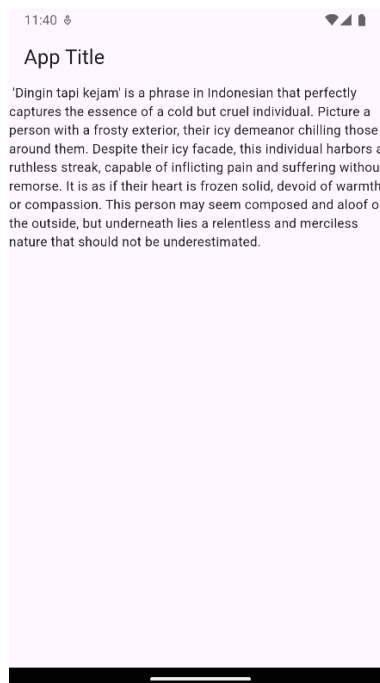 11:40
App Title
'Dingin tapi kejam' is a phrase in Indonesian that perfectly
captures the essence of a cold but cruel individual. Picture a
person with a frosty exterior, their icy demeanor chilling those
around them. Despite their icy facade, this individual harbors a
ruthless streak, capable of inflicting pain and suffering withou
remorse. It is as if their heart is frozen solid, devoid of warmth
or compassion. This person may seem composed and aloof o
the outside, but underneath lies a relentless and merciless
nature that should not be underestimated.